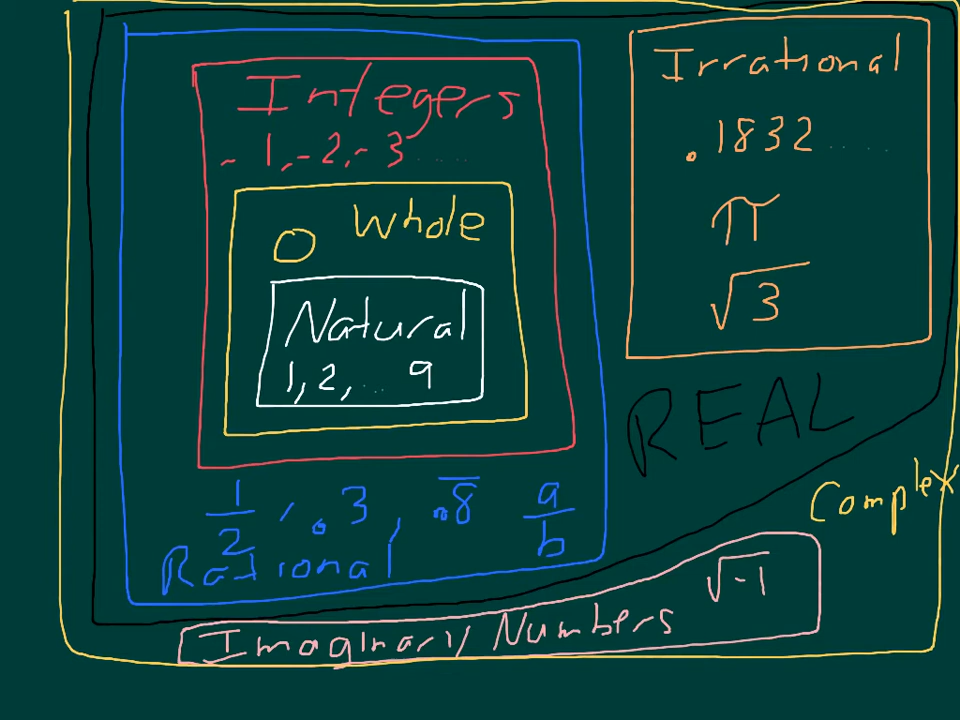 Integers
- 1, - 2, - 3 .....
0 Whole
Natural
1, 2, ... 9
1/2 , .3 , .8̅ a/b
Rational
Irrational
.1832.....
π
√3
REAL
Complex
√-1
Imaginary Numbers